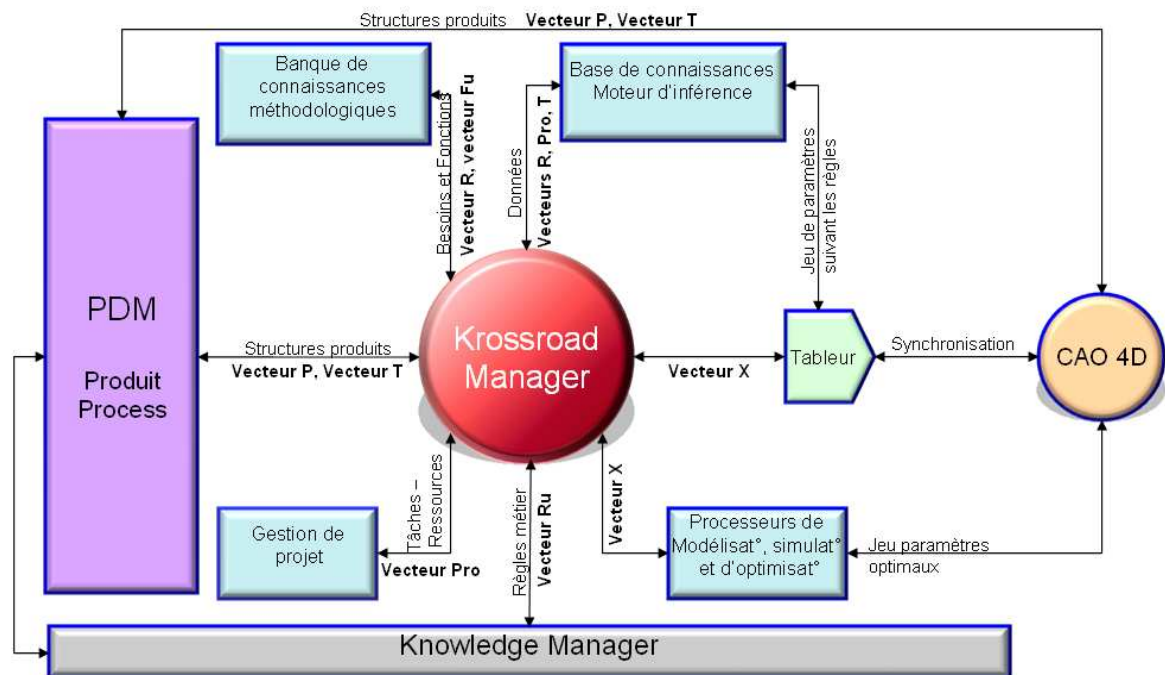 Structures produits Vecteur P, Vecteur T
Banque de
connaissances
méthodologiques
Base de connaissances
Moteur d'inférence
Besoins et Fonctions
Vecteur R, vecteur Fu
Données
Vecteurs R, Pro, T
Jeu de paramètres
suivant les règles
PDM
Produit
Process
Structures produits
Vecteur P, Vecteur T
Krossroad
Manager
Vecteur X
Tableur
Synchronisation
CAO 4D
Gestion de
projet
Tâches –
Ressources
Vecteur Pro
Règles métier
Vecteur Ru
Vecteur X
Processeurs de
Modélisat°, simulat°
et d'optimisat°
Jeu paramètres
optimaux
Knowledge Manager